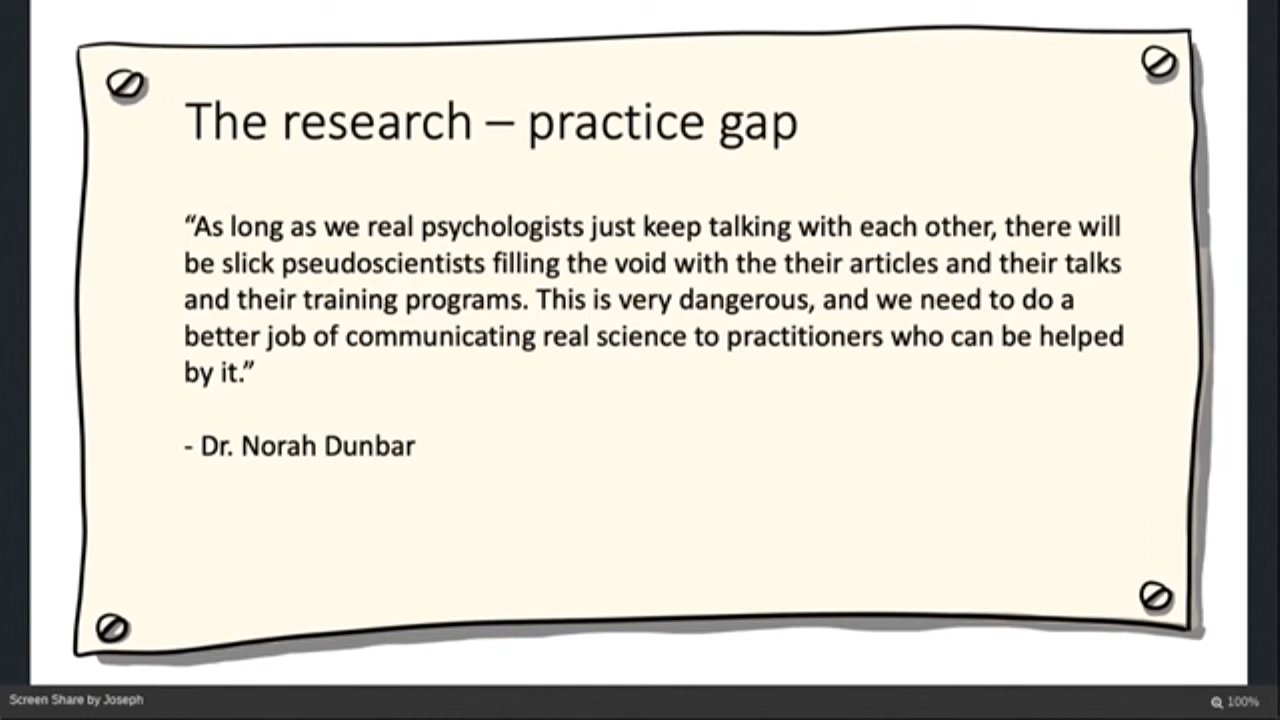 The research – practice gap
“As long as we real psychologists just keep talking with each other, there will
be slick pseudoscientists filling the void with the their articles and their talks
and their training programs. This is very dangerous, and we need to do a
better job of communicating real science to practitioners who can be helped
by it.”
- Dr. Norah Dunbar
Screen Share by Joseph
100%